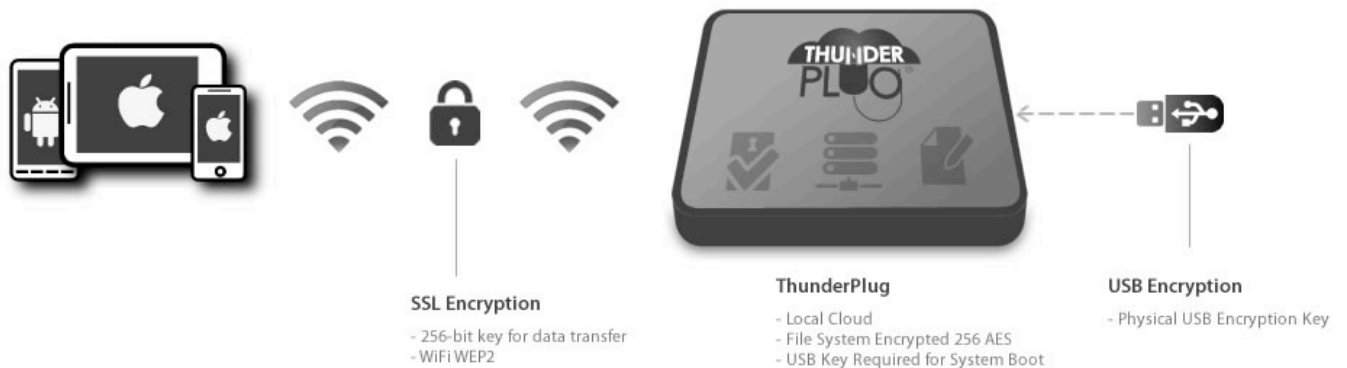 THUNDER
PLUG®
SSL Encryption
- 256-bit key for data transfer
- WiFi WEP2
ThunderPlug
- Local Cloud
- File System Encrypted 256 AES
- USB Key Required for System Boot
USB Encryption
- Physical USB Encryption Key